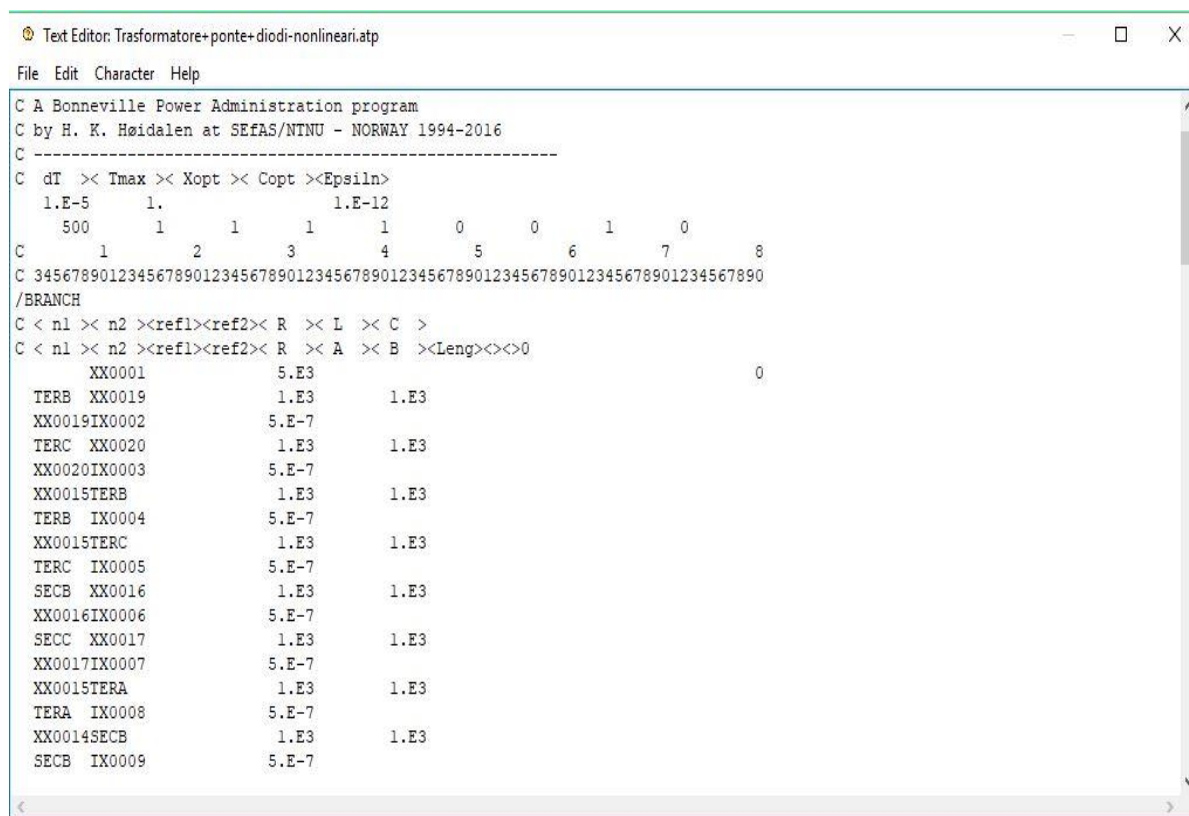 Text Editor: Trasformatore+ponte+diodi-nonlineari.atp
File Edit Character Help
C A Bonneville Power Administration program
C by H. K. Høidalen at SEfAS/NTNU - NORWAY 1994-2016
C --------------------------------------------------------
C  dT  >< Tmax >< Xopt >< Copt ><Epsiln>
   1.E-5      1.                  1.E-12
     500       1       1       1       1       0       0       1       0
C        1         2         3         4         5         6         7         8
C 345678901234567890123456789012345678901234567890123456789012345678901234567890
/BRANCH
C < n1 >< n2 ><ref1><ref2>< R  >< L  >< C  >
C < n1 >< n2 ><ref1><ref2>< R  >< A  >< B  ><Leng><><>0
        XX0001              5.E3                                               0
  TERB  XX0019              1.E3        1.E3
  XX0019IX0002             5.E-7
  TERC  XX0020              1.E3        1.E3
  XX0020IX0003             5.E-7
  XX0015TERB                1.E3        1.E3
  TERB  IX0004             5.E-7
  XX0015TERC                1.E3        1.E3
  TERC  IX0005             5.E-7
  SECB  XX0016              1.E3        1.E3
  XX0016IX0006             5.E-7
  SECC  XX0017              1.E3        1.E3
  XX0017IX0007             5.E-7
  XX0015TERA                1.E3        1.E3
  TERA  IX0008             5.E-7
  XX0014SECB                1.E3        1.E3
  SECB  IX0009             5.E-7